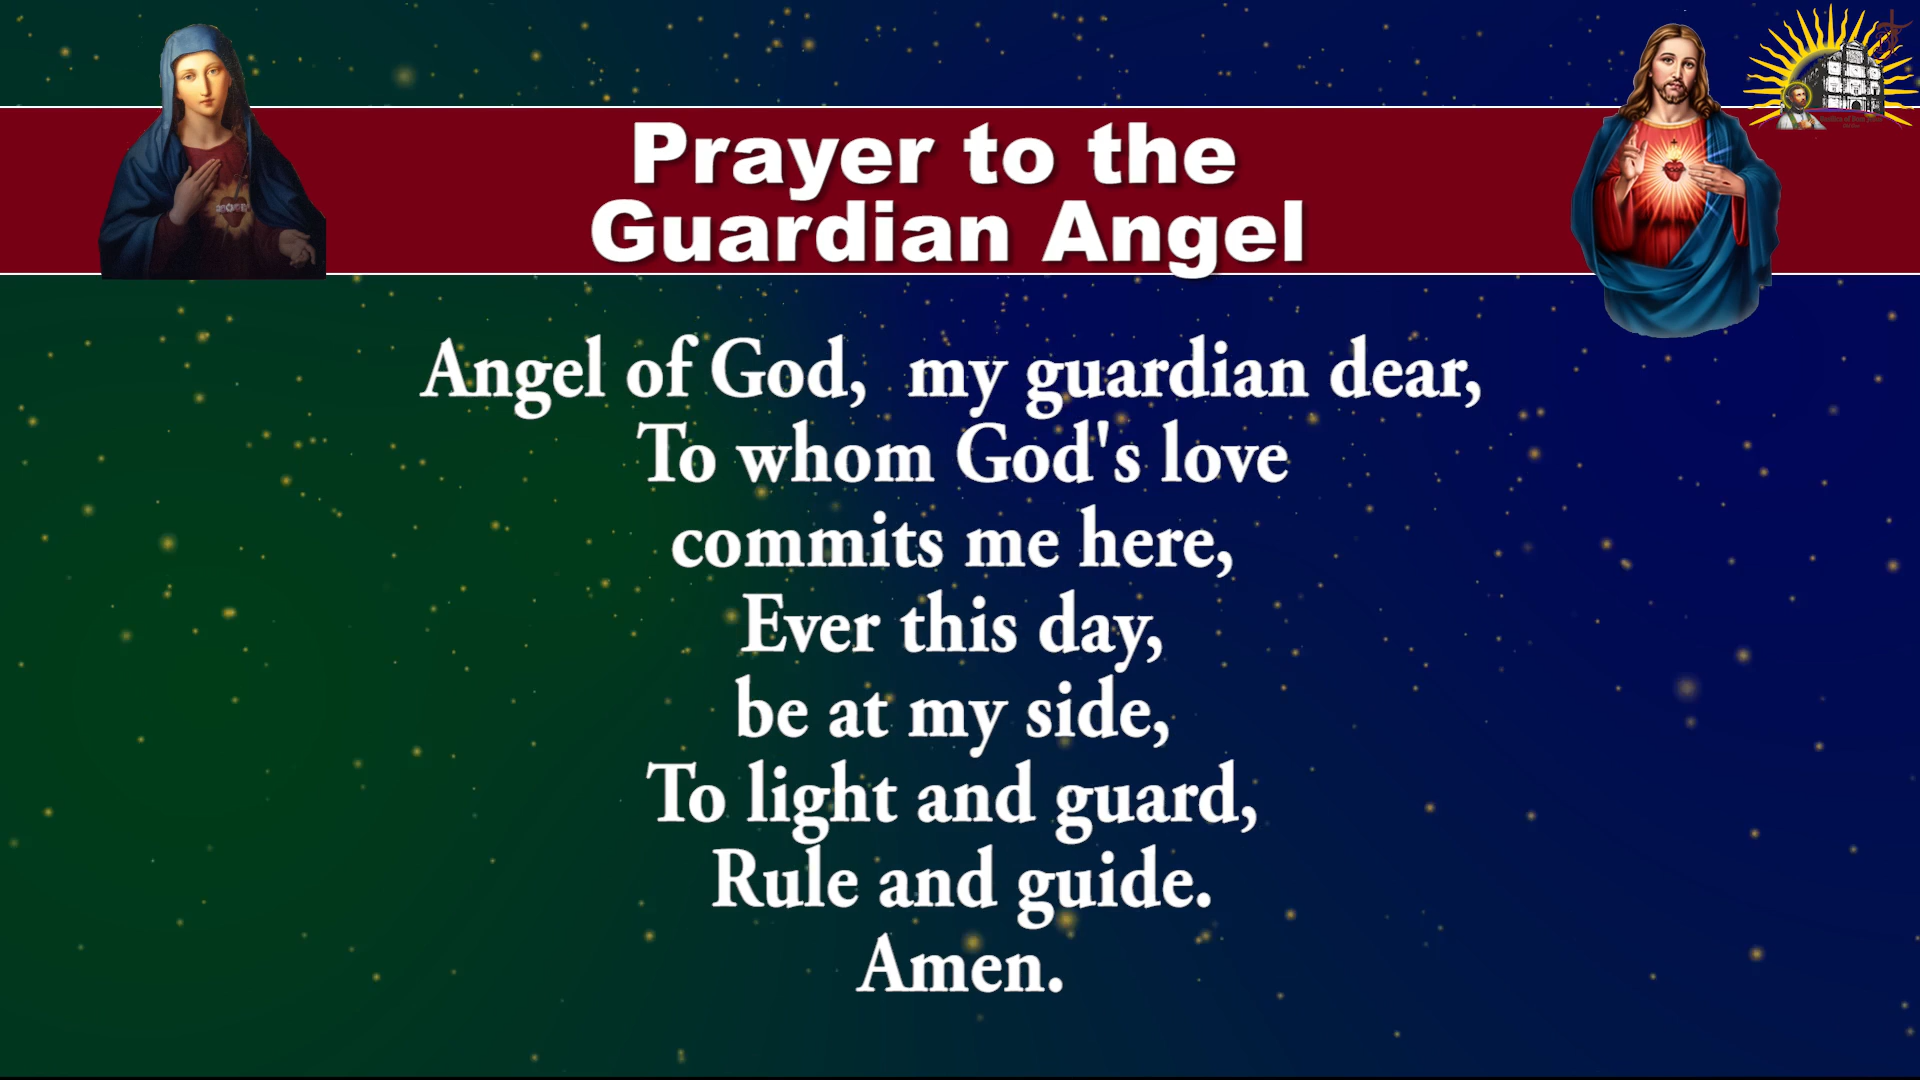 Prayer to the
Guardian Angel
Angel of God,  my guardian dear,
To whom God's love
commits me here,
Ever this day,
be at my side,
To light and guard,
Rule and guide.
Amen.